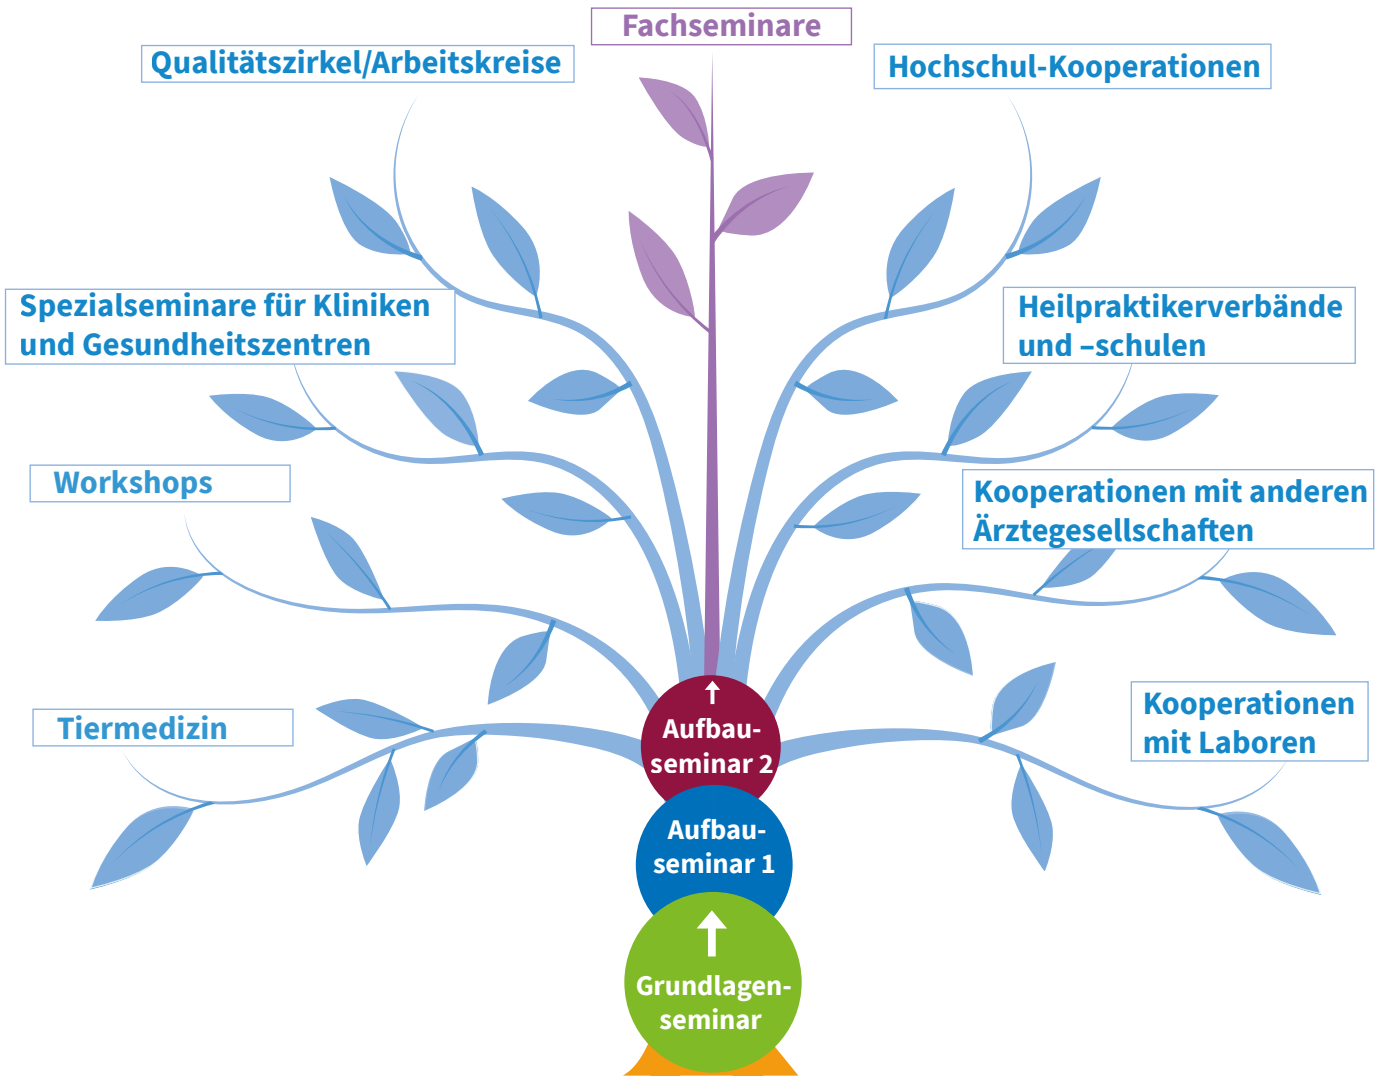 Fachseminare
Qualitätszirkel/Arbeitskreise
Hochschul-Kooperationen
Spezialseminare für Kliniken
und Gesundheitszentren
Heilpraktikerverbände
und –schulen
Workshops
Kooperationen mit anderen
Ärztegesellschaften
Tiermedizin
Kooperationen
mit Laboren
Aufbau-
seminar 2
Aufbau-
seminar 1
Grundlagen-
seminar